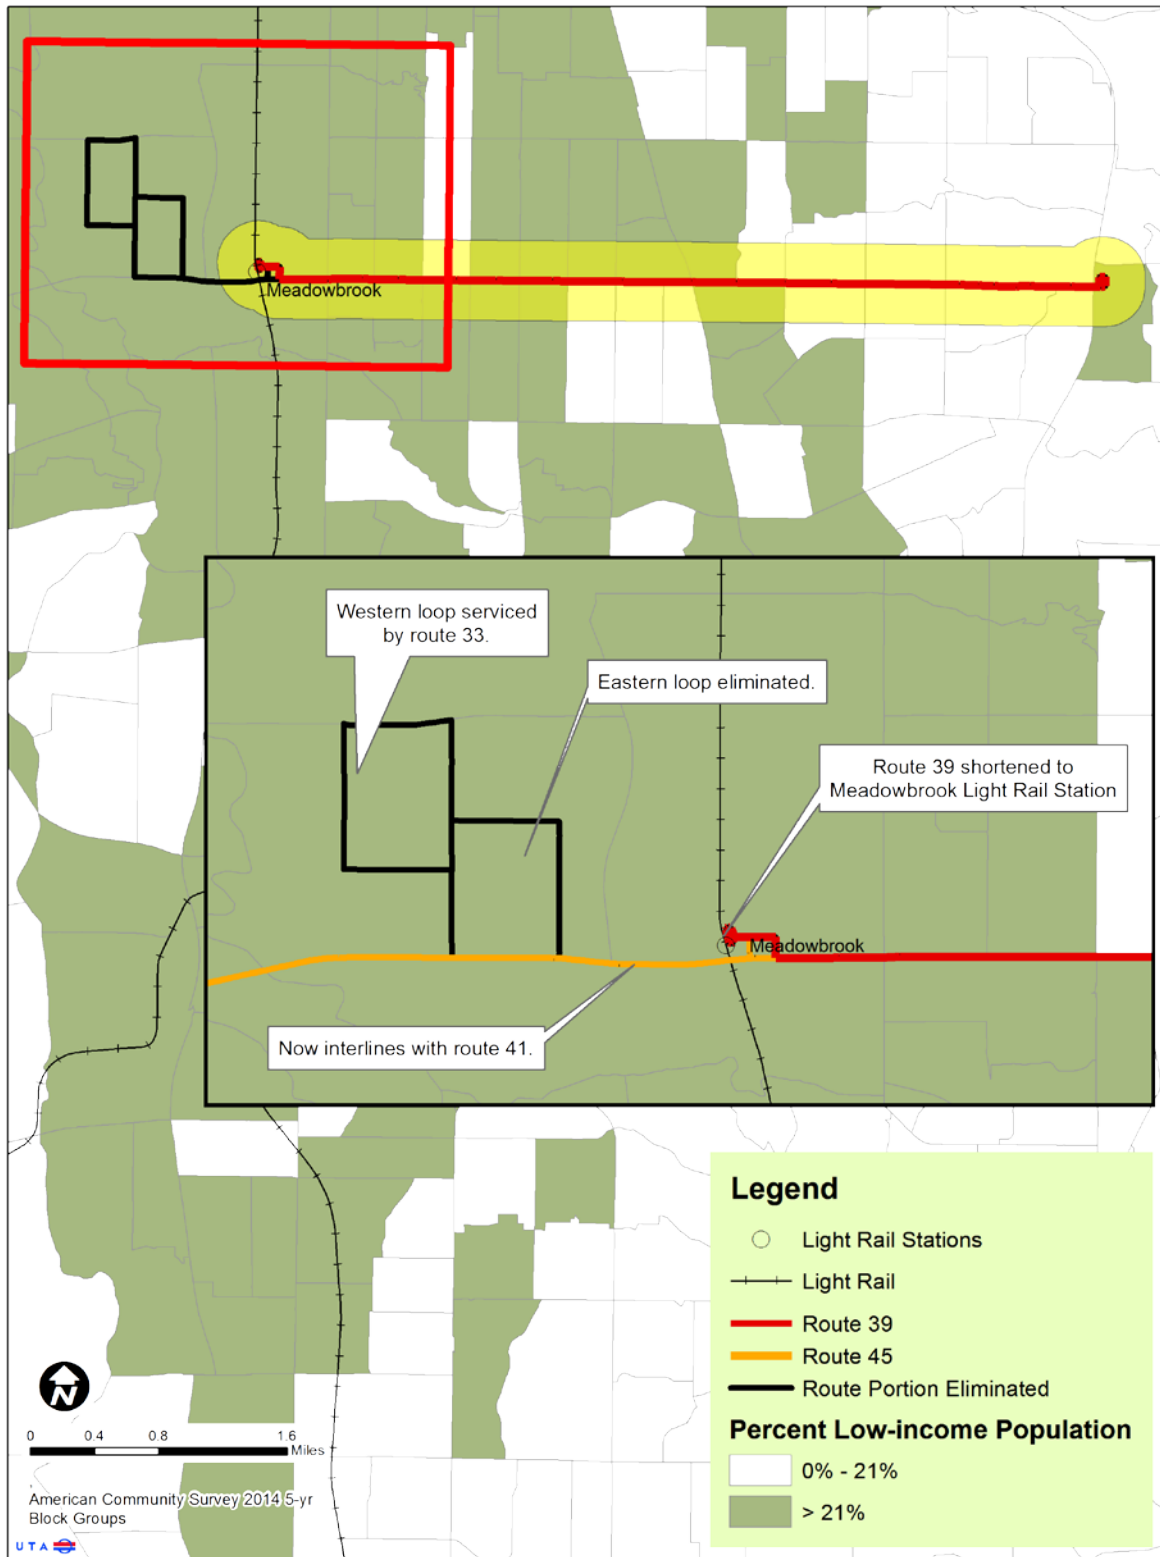 Meadowbrook
Western loop serviced
by route 33.
Eastern loop eliminated.
Route 39 shortened to
Meadowbrook Light Rail Station
Meadowbrook
Now interlines with route 41.
Legend
Light Rail Stations
Light Rail
Route 39
Route 45
Route Portion Eliminated
Percent Low-income Population
0% - 21%
> 21%
N
0 0.4 0.8 1.6
Miles
American Community Survey 2014 5-yr
Block Groups
UTA